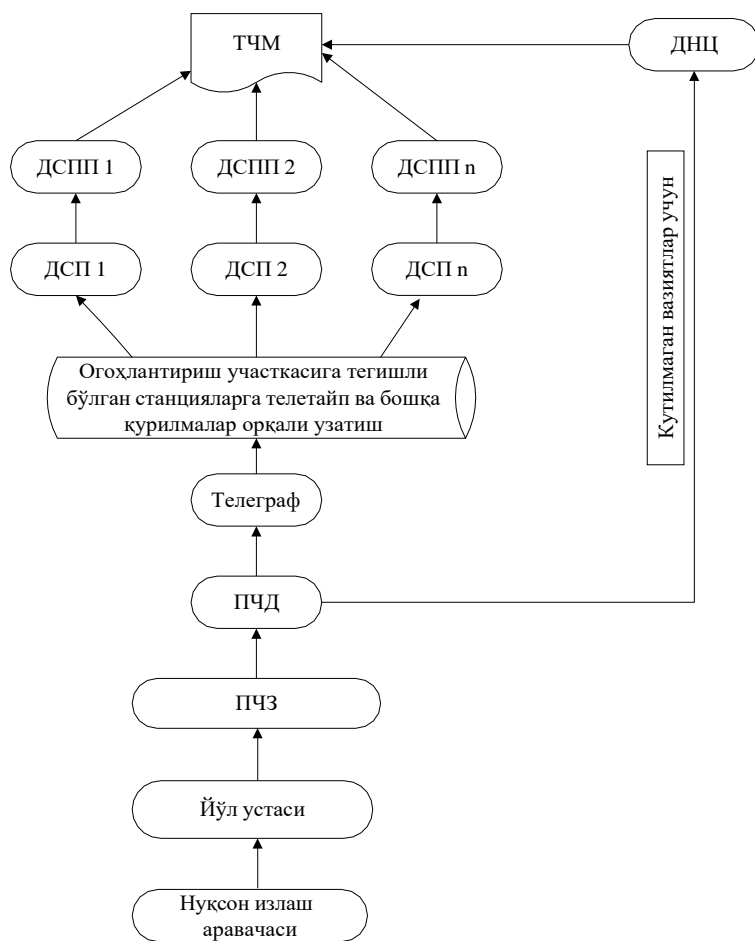 ТЧМ
ДНЦ
ДСПП 1
ДСПП 2
ДСПП n
ДСП 1
ДСП 2
ДСП n
Кутилмаган вазиятлар учун
Огоҳлантириш участкасига тегишли
бўлган станцияларга телетайп ва бошқа
қурилмалар орқали узатиш
Телеграф
ПЧД
ПЧЗ
Йўл устаси
Нуқсон излаш
аравачаси